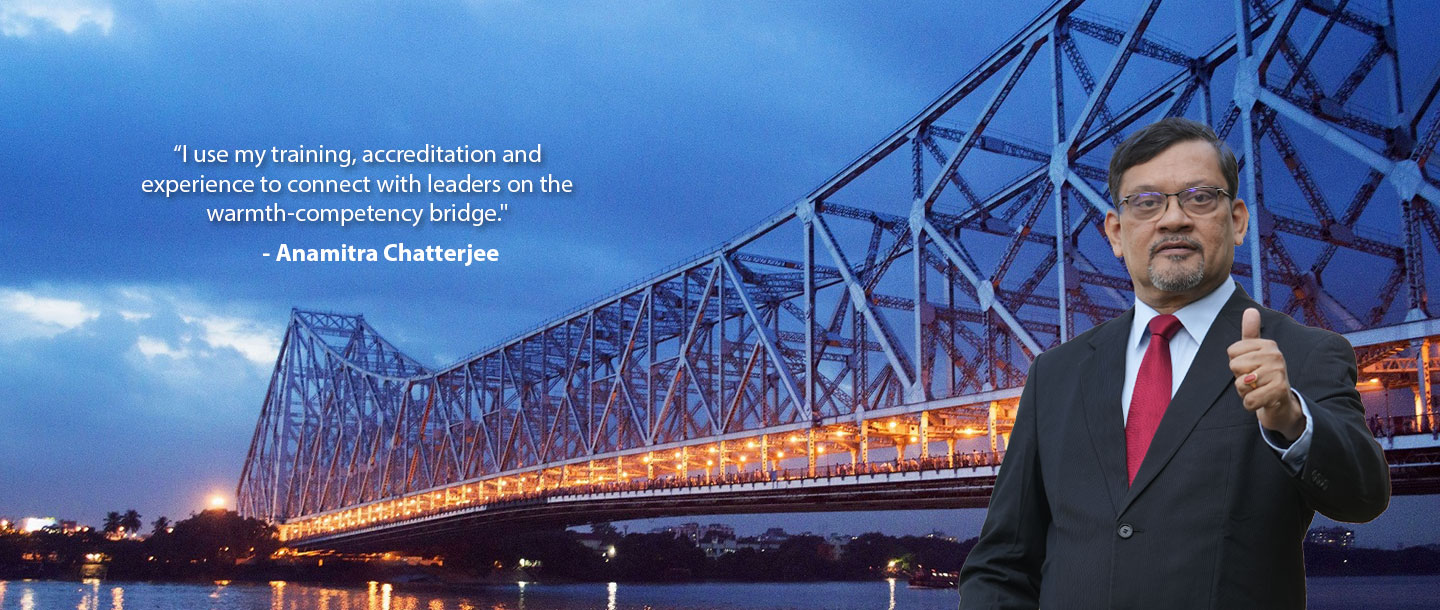 “I use my training, accreditation and
experience to connect with leaders on the
warmth-competency bridge."
- Anamitra Chatterjee